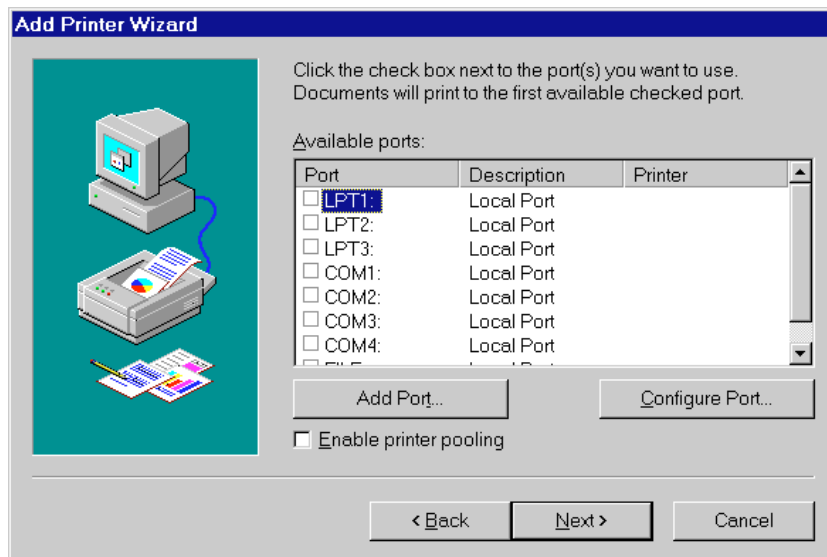 Add Printer Wizard
Click the check box next to the port(s) you want to use.
Documents will print to the first available checked port.
Available ports:
Port Description Printer
LPT1: Local Port
LPT2: Local Port
LPT3: Local Port
COM1: Local Port
COM2: Local Port
COM3: Local Port
COM4: Local Port
Add Port...
Configure Port...
Enable printer pooling
< Back
Next >
Cancel